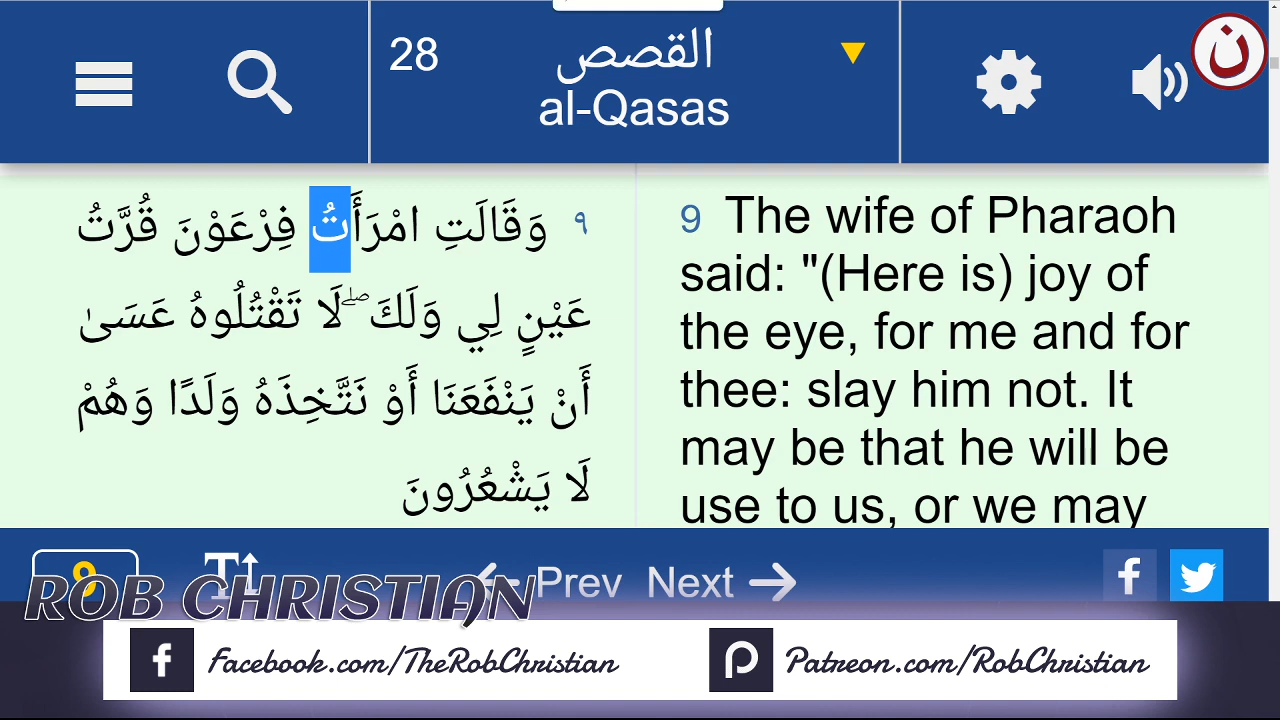 28
القصص
al-Qasas
ن
٩ وَقَالَتِ امْرَأَتُ فِرْعَوْنَ قُرَّتُ
عَيْنٍ لِي وَلَكَ ۖ لَا تَقْتُلُوهُ عَسَىٰ
أَنْ يَنْفَعَنَا أَوْ نَتَّخِذَهُ وَلَدًا وَهُمْ
لَا يَشْعُرُونَ
9 The wife of Pharaoh
said: "(Here is) joy of
the eye, for me and for
thee: slay him not. It
may be that he will be
use to us, or we may
9
Prev Next
ROB CHRISTIAN
Facebook.com/TheRobChristian
Patreon.com/RobChristian